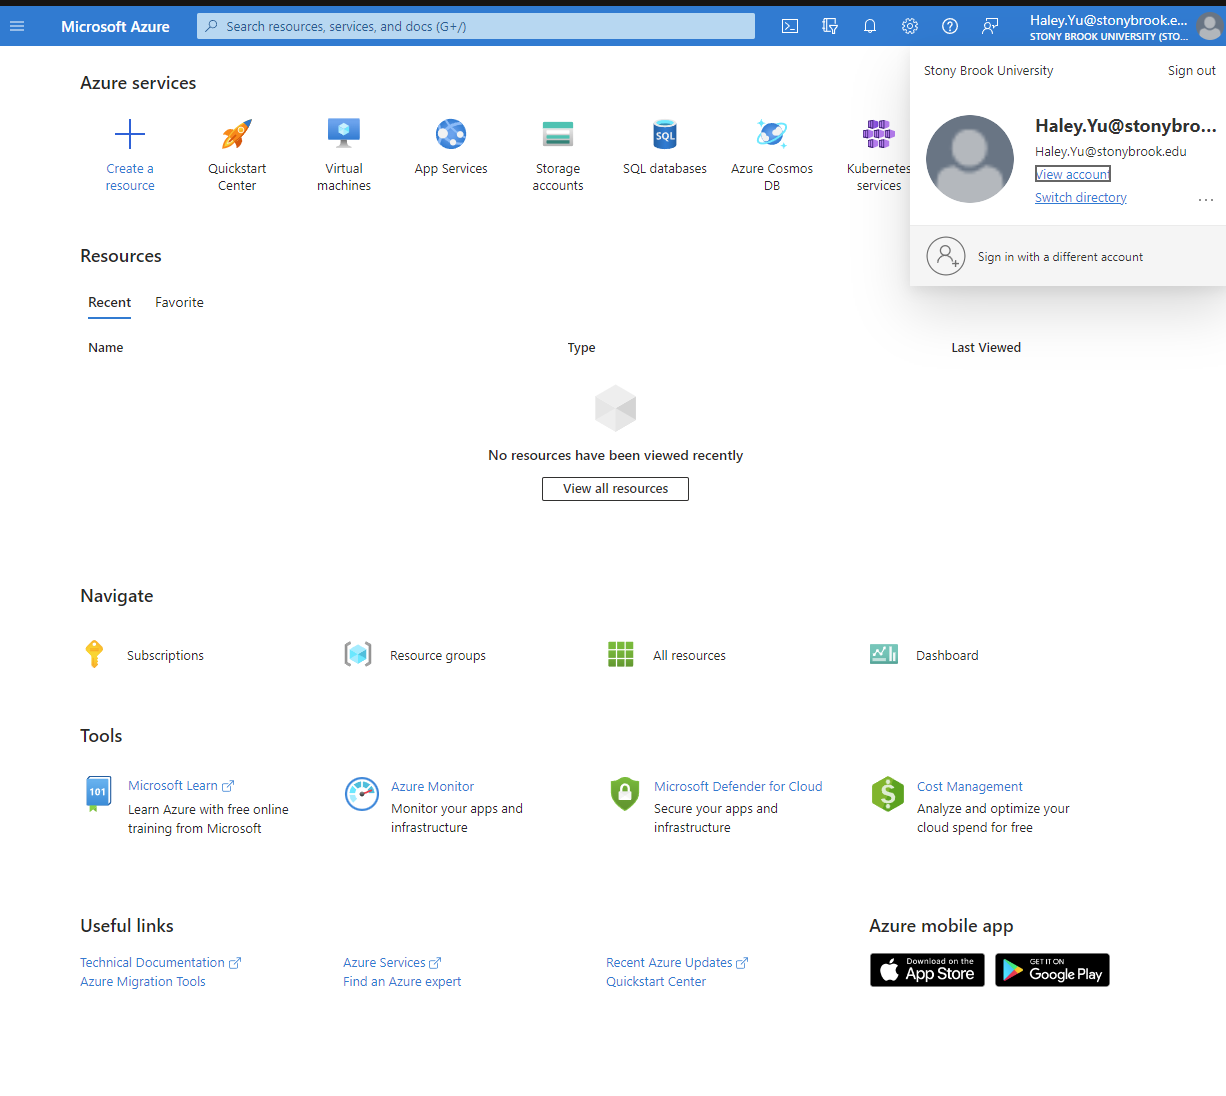 Microsoft Azure
Search resources, services, and docs (G+/)
Haley.Yu@stonybrook.e...
STONY BROOK UNIVERSITY (STO...
Stony Brook University
Sign out
Haley.Yu@stonybro...
Haley.Yu@stonybrook.edu
View account
Switch directory
...
Sign in with a different account
Azure services
Create a
resource
Quickstart
Center
Virtual
machines
App Services
Storage
accounts
SQL
SQL databases
Azure Cosmos
DB
Kubernetes
services
Resources
Recent
Favorite
Name
Type
Last Viewed
No resources have been viewed recently
View all resources
Navigate
Subscriptions
Resource groups
All resources
Dashboard
Tools
101
Microsoft Learn
Learn Azure with free online
training from Microsoft
Azure Monitor
Monitor your apps and
infrastructure
Microsoft Defender for Cloud
Secure your apps and
infrastructure
$
Cost Management
Analyze and optimize your
cloud spend for free
Useful links
Technical Documentation
Azure Migration Tools
Azure Services
Find an Azure expert
Recent Azure Updates
Quickstart Center
Azure mobile app
Download on the
App Store
GET IT ON
Google Play